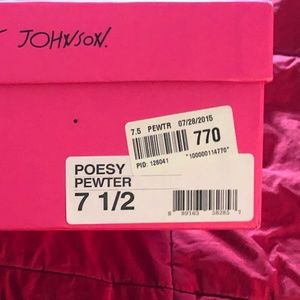 JOHNSON.
7.5 PEWTR 07/28/2015
770
PID: 126041
"100000114770"
POESY
PEWTER
7 1/2